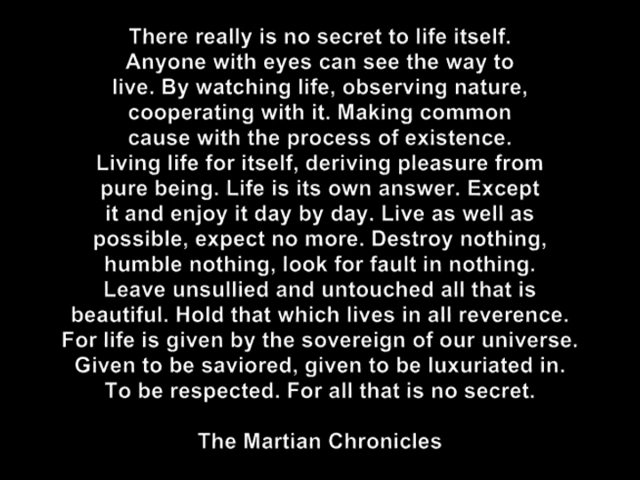 There really is no secret to life itself.
Anyone with eyes can see the way to
live. By watching life, observing nature,
cooperating with it. Making common
cause with the process of existence.
Living life for itself, deriving pleasure from
pure being. Life is its own answer. Except
it and enjoy it day by day. Live as well as
possible, expect no more. Destroy nothing,
humble nothing, look for fault in nothing.
Leave unsullied and untouched all that is
beautiful. Hold that which lives in all reverence.
For life is given by the sovereign of our universe.
Given to be saviored, given to be luxuriated in.
To be respected. For all that is no secret.
The Martian Chronicles